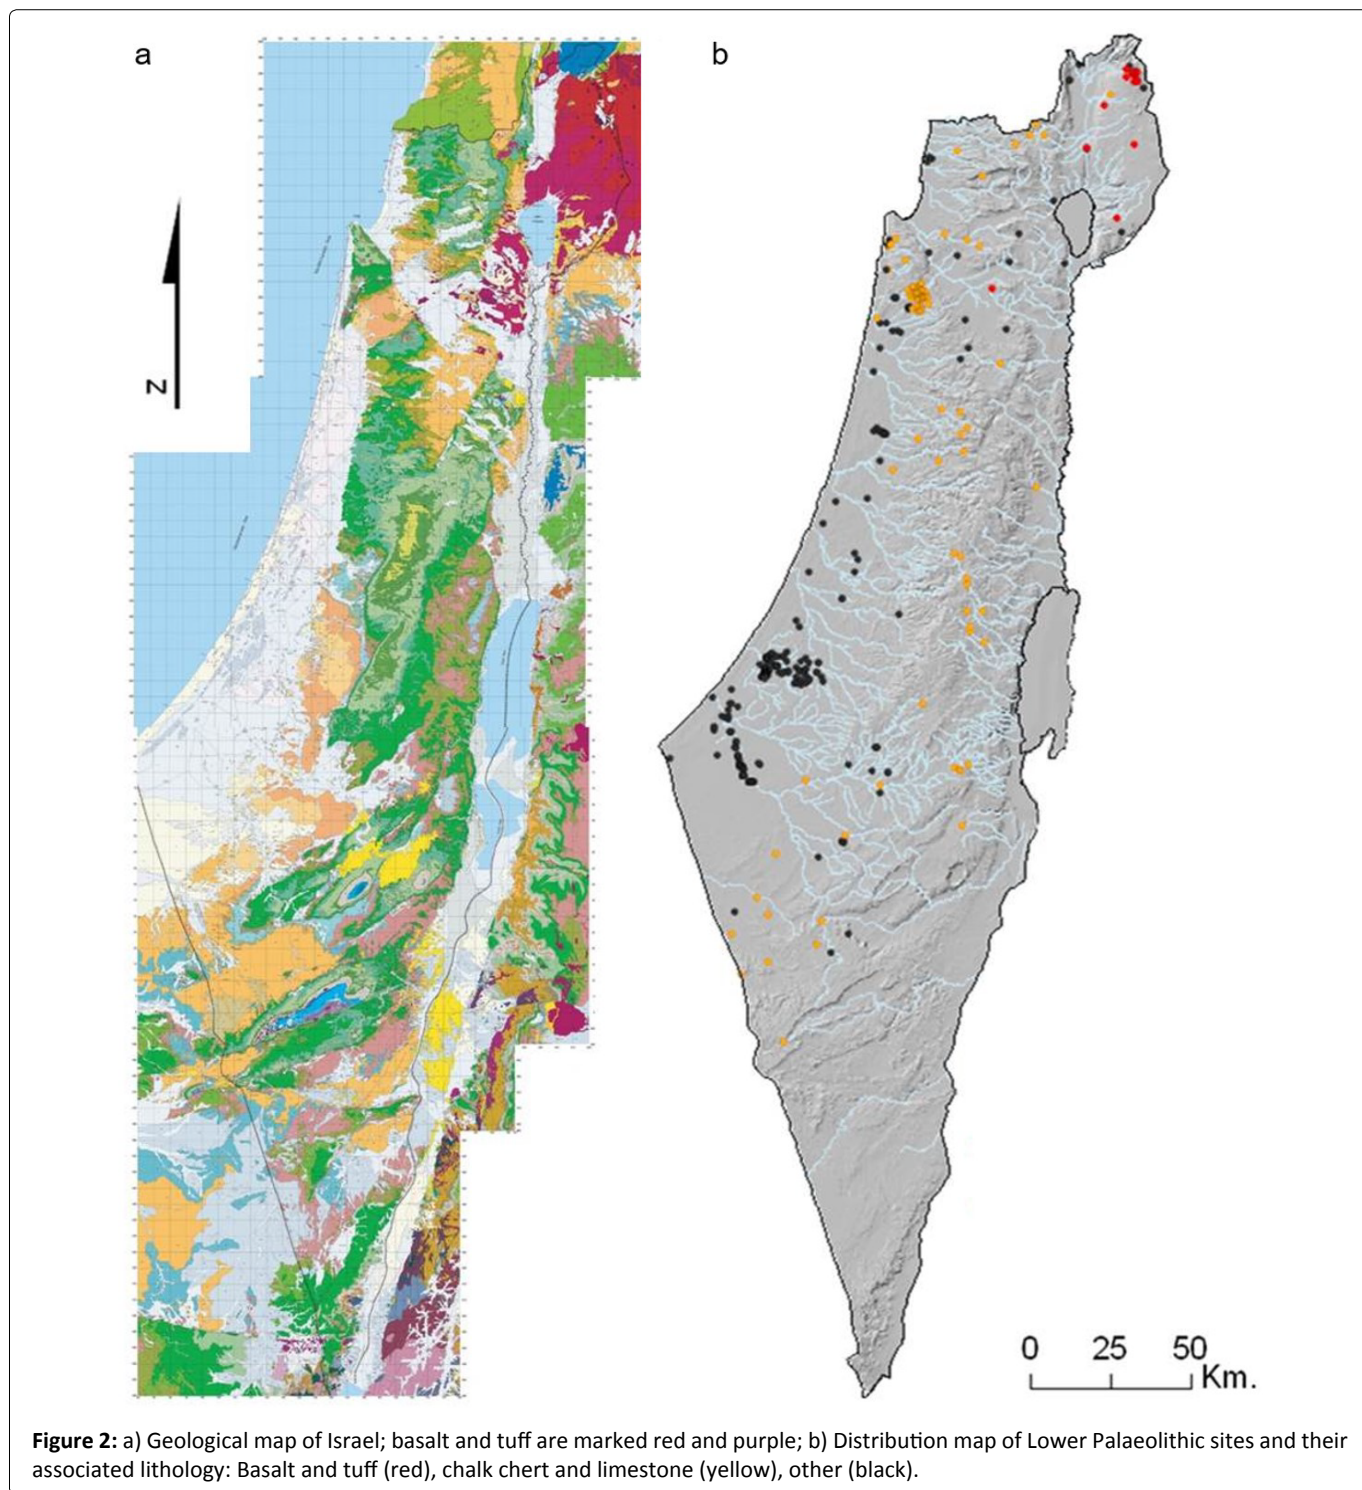 a
b
N
0 25 50
Km.
Figure 2: a) Geological map of Israel; basalt and tuff are marked red and purple; b) Distribution map of Lower Palaeolithic sites and their
associated lithology: Basalt and tuff (red), chalk chert and limestone (yellow), other (black).